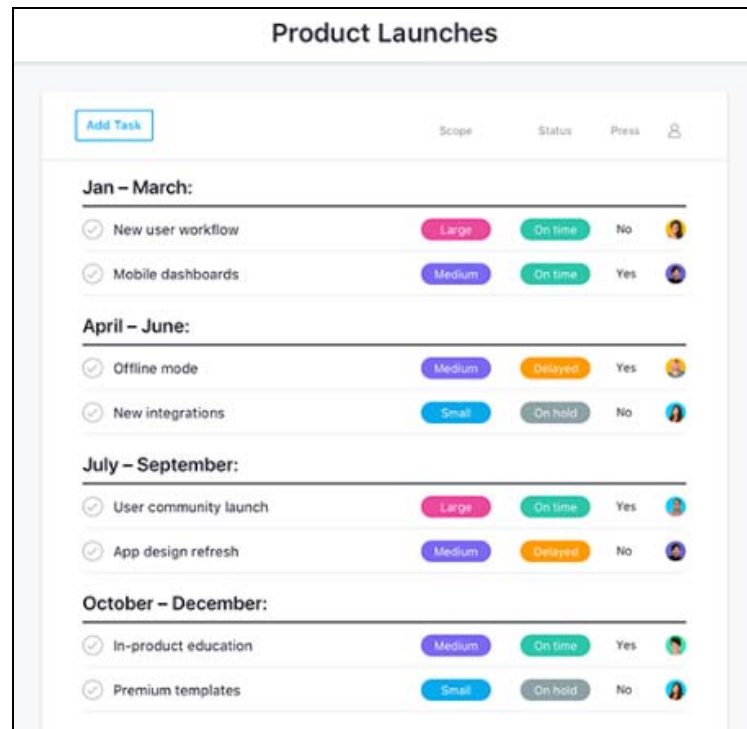 Product Launches
Add Task Scope Status Press
Jan – March:
New user workflow Large On time No
Mobile dashboards Medium On time Yes
April – June:
Offline mode Medium Delayed Yes
New integrations Small On hold No
July – September:
User community launch Large On time Yes
App design refresh Medium Delayed No
October – December:
In-product education Medium On time Yes
Premium templates Small On hold No